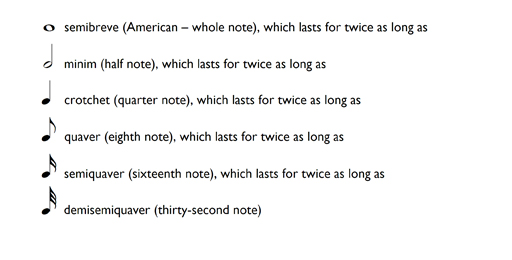 semibreve (American – whole note), which lasts for twice as long as
minim (half note), which lasts for twice as long as
crotchet (quarter note), which lasts for twice as long as
quaver (eighth note), which lasts for twice as long as
semiquaver (sixteenth note), which lasts for twice as long as
demisemiquaver (thirty-second note)